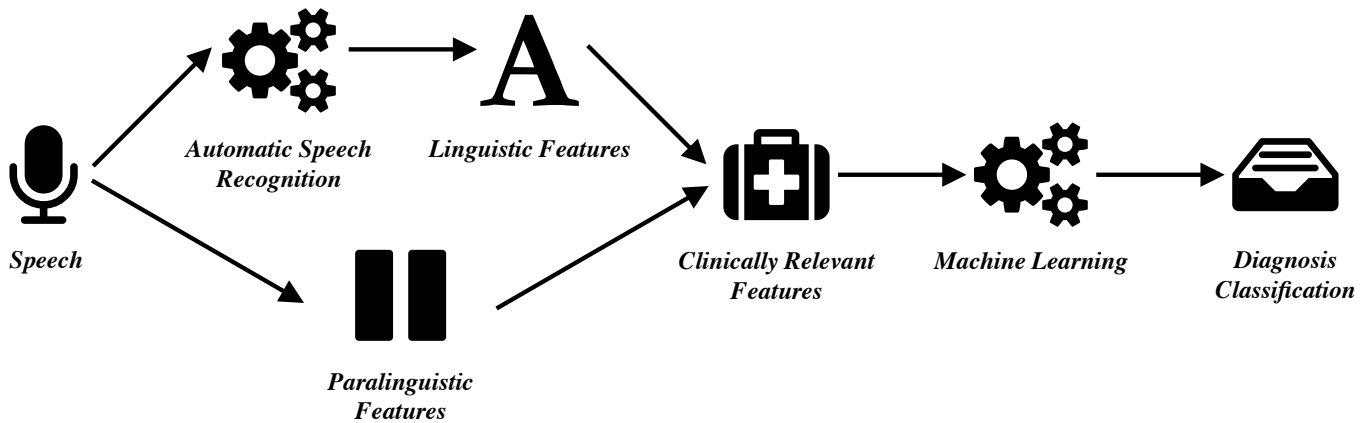 Automatic Speech
Recognition
Linguistic Features
Speech
Clinically Relevant
Features
Machine Learning
Diagnosis
Classification
Paralinguistic
Features